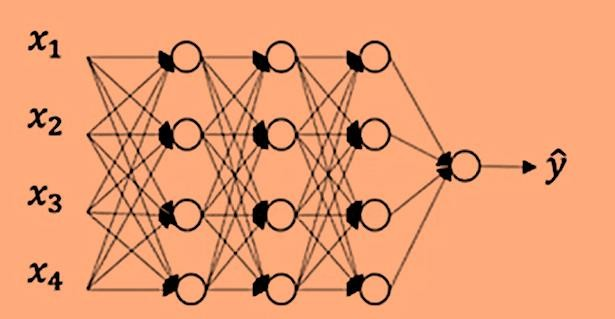 x₁
x₂
x₃
x₄
ŷ